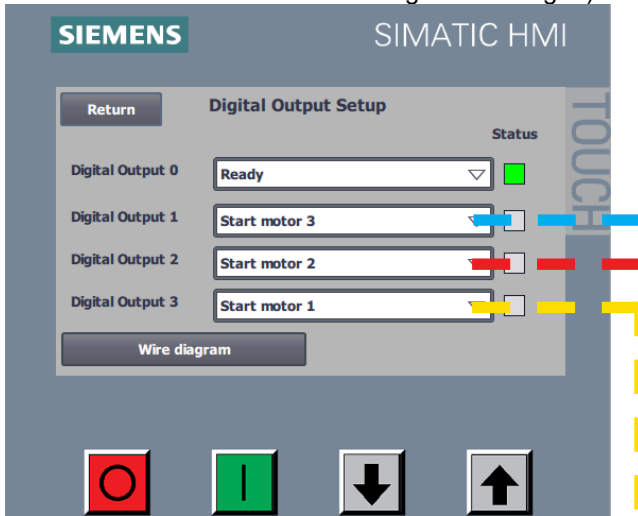 SIEMENS
SIMATIC HMI
Return
Digital Output Setup
Status
TOUCH
Digital Output 0
Ready
Digital Output 1
Start motor 3
Digital Output 2
Start motor 2
Digital Output 3
Start motor 1
Wire diagram